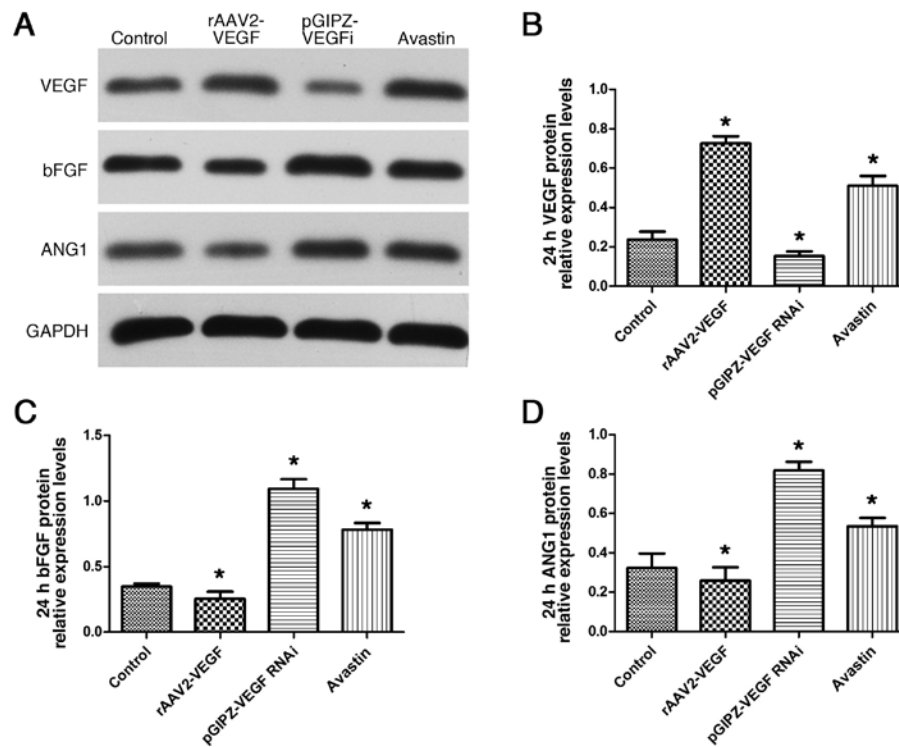 A
Control
rAAV2-
VEGF
pGIPZ-
VEGFi
Avastin
VEGF
bFGF
ANG1
GAPDH
B
24 h VEGF protein
relative expression levels
1.0
0.8
0.6
0.4
0.2
0.0
*
*
*
Control
rAAV2-VEGF
pGIPZ-VEGF RNAi
Avastin
C
24 h bFGF protein
relative expression levels
1.5
1.0
0.5
0.0
*
*
*
Control
rAAV2-VEGF
pGIPZ-VEGF RNAi
Avastin
D
24 h ANG1 protein
relative expression levels
1.0
0.8
0.6
0.4
0.2
0.0
*
*
*
Control
rAAV2-VEGF
pGIPZ-VEGF RNAi
Avastin